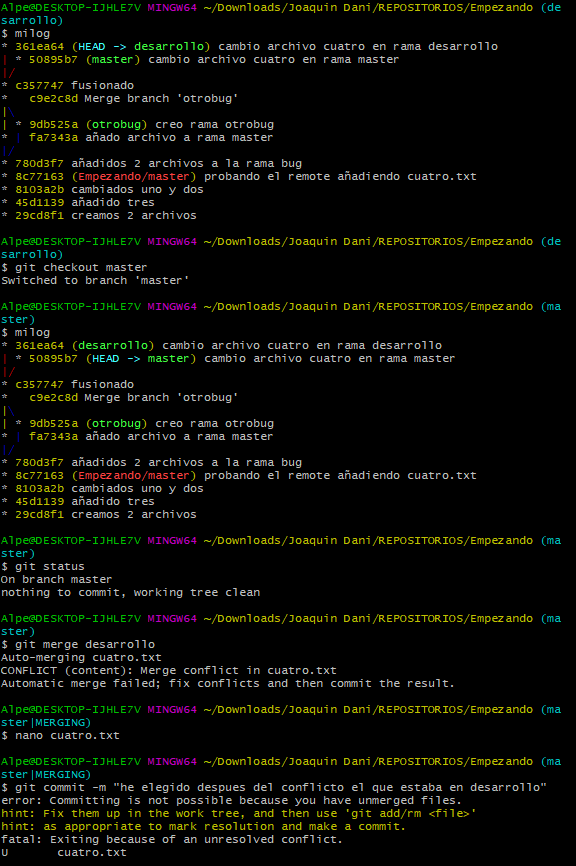 Alpe@DESKTOP-IJHLE7V MINGW64 ~/Downloads/Joaquin Dani/REPOSITORIOS/Empezando (de
sarrollo)
$ milog
* 361ea64 (HEAD -> desarrollo) cambio archivo cuatro en rama desarrollo
| * 50895b7 (master) cambio archivo cuatro en rama master
|/
* c357747 fusionado
*   c9e2c8d Merge branch 'otrobug'
|\
| * 9db525a (otrobug) creo rama otrobug
* | fa7343a añado archivo a rama master
|/
* 780d3f7 añadidos 2 archivos a la rama bug
* 8c77163 (Empezando/master) probando el remote añadiendo cuatro.txt
* 8103a2b cambiados uno y dos
* 45d1139 añadido tres
* 29cd8f1 creamos 2 archivos

Alpe@DESKTOP-IJHLE7V MINGW64 ~/Downloads/Joaquin Dani/REPOSITORIOS/Empezando (de
sarrollo)
$ git checkout master
Switched to branch 'master'

Alpe@DESKTOP-IJHLE7V MINGW64 ~/Downloads/Joaquin Dani/REPOSITORIOS/Empezando (ma
ster)
$ milog
* 361ea64 (desarrollo) cambio archivo cuatro en rama desarrollo
| * 50895b7 (HEAD -> master) cambio archivo cuatro en rama master
|/
* c357747 fusionado
*   c9e2c8d Merge branch 'otrobug'
|\
| * 9db525a (otrobug) creo rama otrobug
* | fa7343a añado archivo a rama master
|/
* 780d3f7 añadidos 2 archivos a la rama bug
* 8c77163 (Empezando/master) probando el remote añadiendo cuatro.txt
* 8103a2b cambiados uno y dos
* 45d1139 añadido tres
* 29cd8f1 creamos 2 archivos

Alpe@DESKTOP-IJHLE7V MINGW64 ~/Downloads/Joaquin Dani/REPOSITORIOS/Empezando (ma
ster)
$ git status
On branch master
nothing to commit, working tree clean

Alpe@DESKTOP-IJHLE7V MINGW64 ~/Downloads/Joaquin Dani/REPOSITORIOS/Empezando (ma
ster)
$ git merge desarrollo
Auto-merging cuatro.txt
CONFLICT (content): Merge conflict in cuatro.txt
Automatic merge failed; fix conflicts and then commit the result.

Alpe@DESKTOP-IJHLE7V MINGW64 ~/Downloads/Joaquin Dani/REPOSITORIOS/Empezando (ma
ster|MERGING)
$ nano cuatro.txt

Alpe@DESKTOP-IJHLE7V MINGW64 ~/Downloads/Joaquin Dani/REPOSITORIOS/Empezando (ma
ster|MERGING)
$ git commit -m "he elegido despues del conflicto el que estaba en desarrollo"
error: Committing is not possible because you have unmerged files.
hint: Fix them up in the work tree, and then use 'git add/rm <file>'
hint: as appropriate to mark resolution and make a commit.
fatal: Exiting because of an unresolved conflict.
U       cuatro.txt